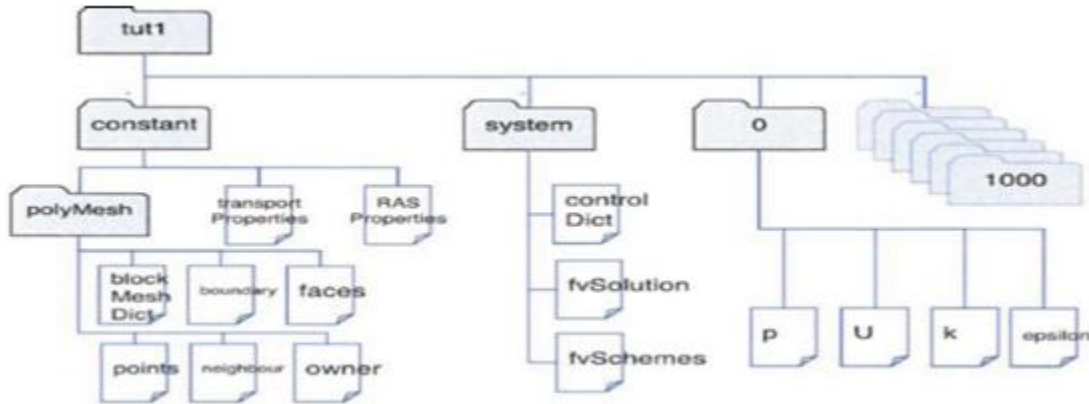 tut1
constant
system
0
1000
polyMesh
transport
Properties
RAS
Properties
control
Dict
block
Mesh
Dict
boundary
faces
fvSolution
p
U
k
epsilon
points
neighbour
owner
fvSchemes